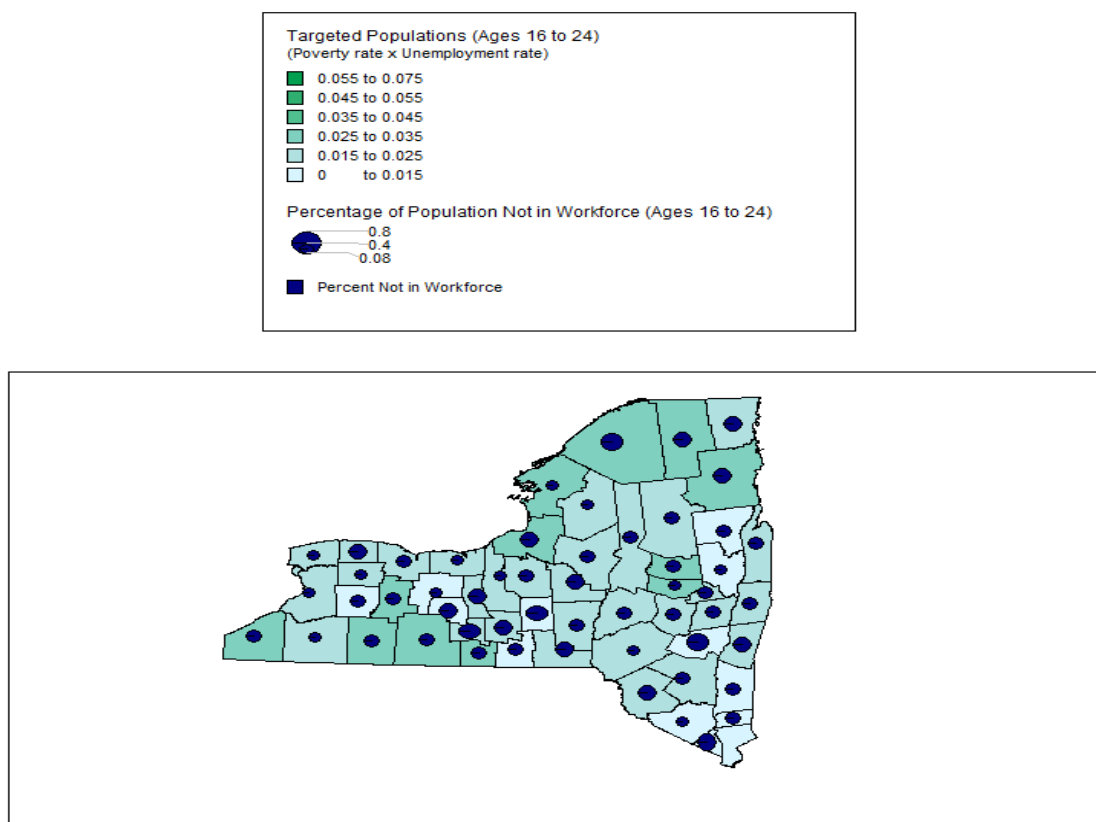 Targeted Populations (Ages 16 to 24)
(Poverty rate x Unemployment rate)
0.055 to 0.075
0.045 to 0.055
0.035 to 0.045
0.025 to 0.035
0.015 to 0.025
0 to 0.015
Percentage of Population Not in Workforce (Ages 16 to 24)
0.8
0.4
0.08
Percent Not in Workforce